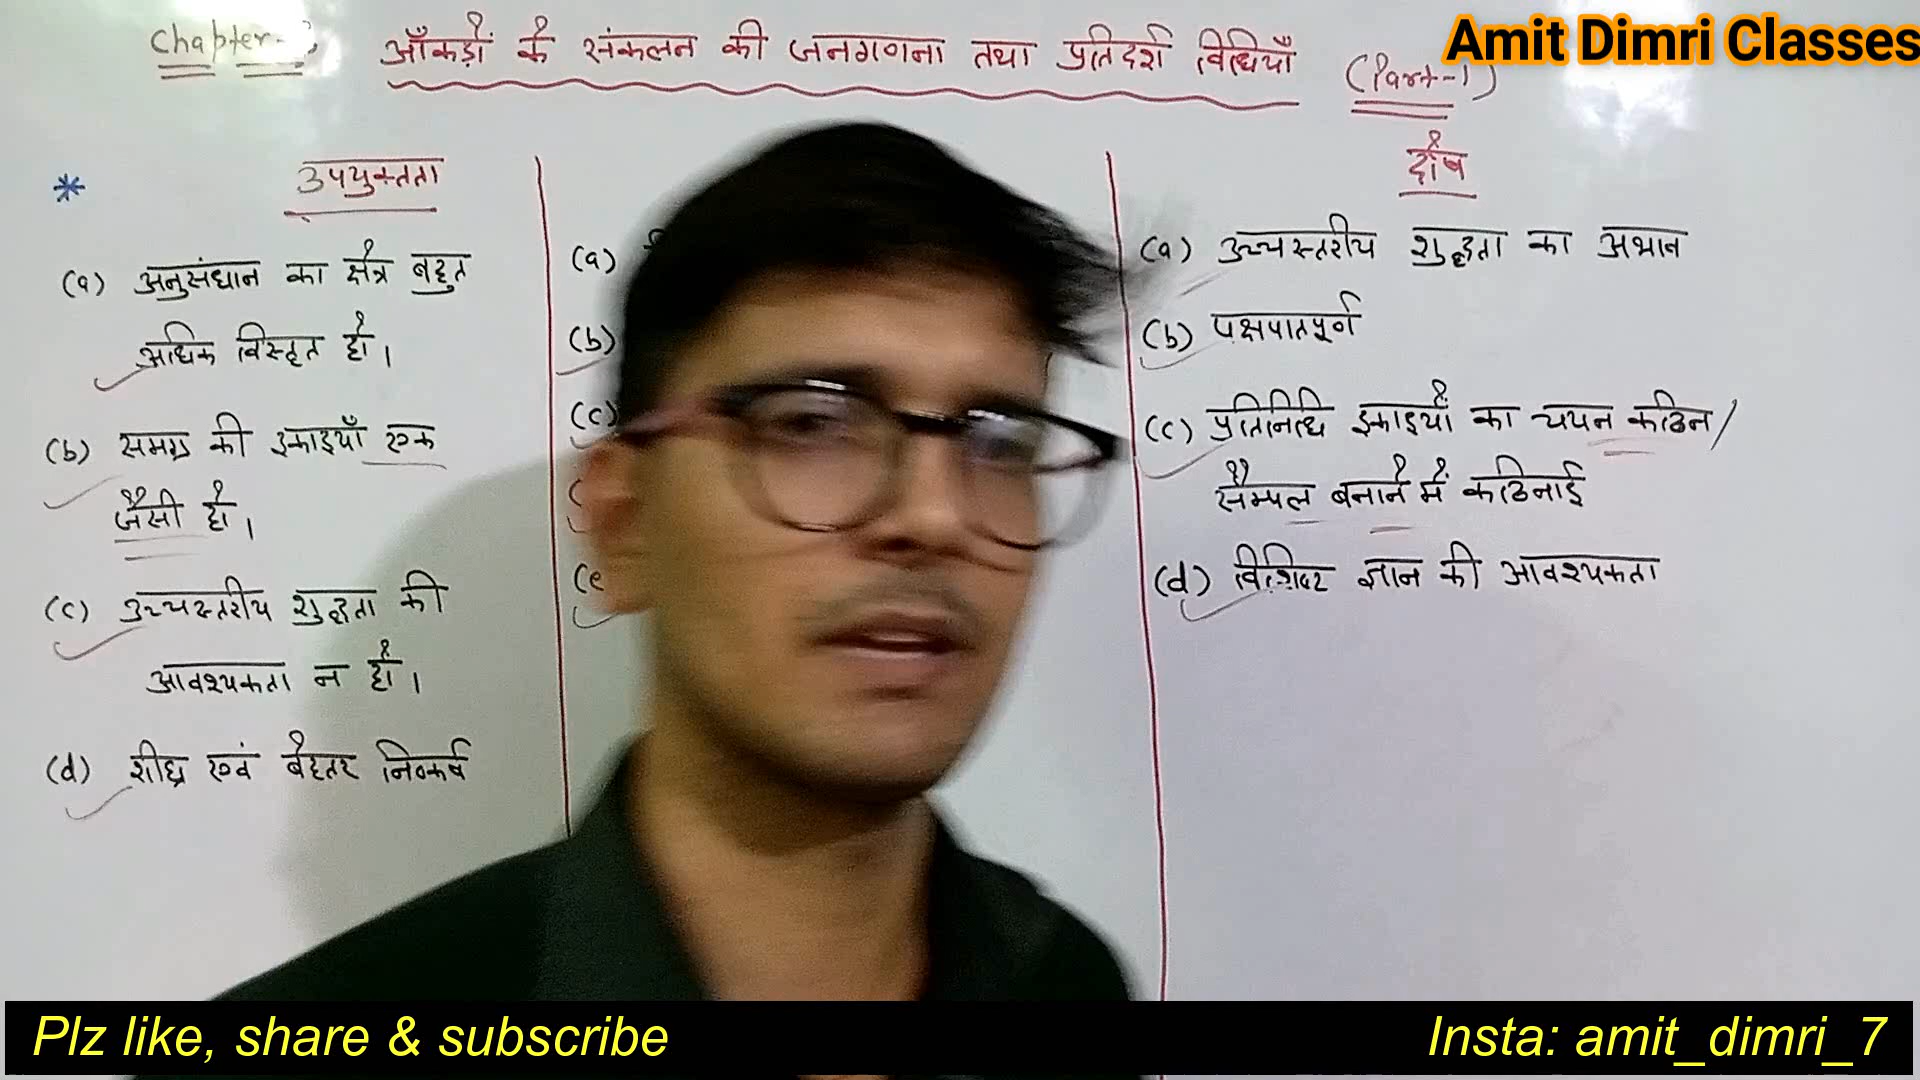 Chapter-
आँकड़ों के संकलन की जनगणना तथा प्रतिदर्श विधियाँ (Part-1)
Amit Dimri Classes
* उपयुक्तता
(a) अनुसंधान का क्षेत्र बहुत
अधिक विस्तृत हो।
(b) समग्र की इकाइयाँ एक
जैसी हो।
(c) उच्चस्तरीय शुद्धता की
आवश्यकता न हो।
(d) शीघ्र एवं बेहतर निष्कर्ष
(a)
(b)
(c)
(e
दोष
(a) उच्चस्तरीय शुद्धता का अभाव
(b) पक्षपातपूर्ण
(c) प्रतिनिधि इकाइयों का चयन कठिन/
सैम्पल बनाने में कठिनाई
(d) विशिष्ट ज्ञान की आवश्यकता
Plz like, share & subscribe
Insta: amit_dimri_7